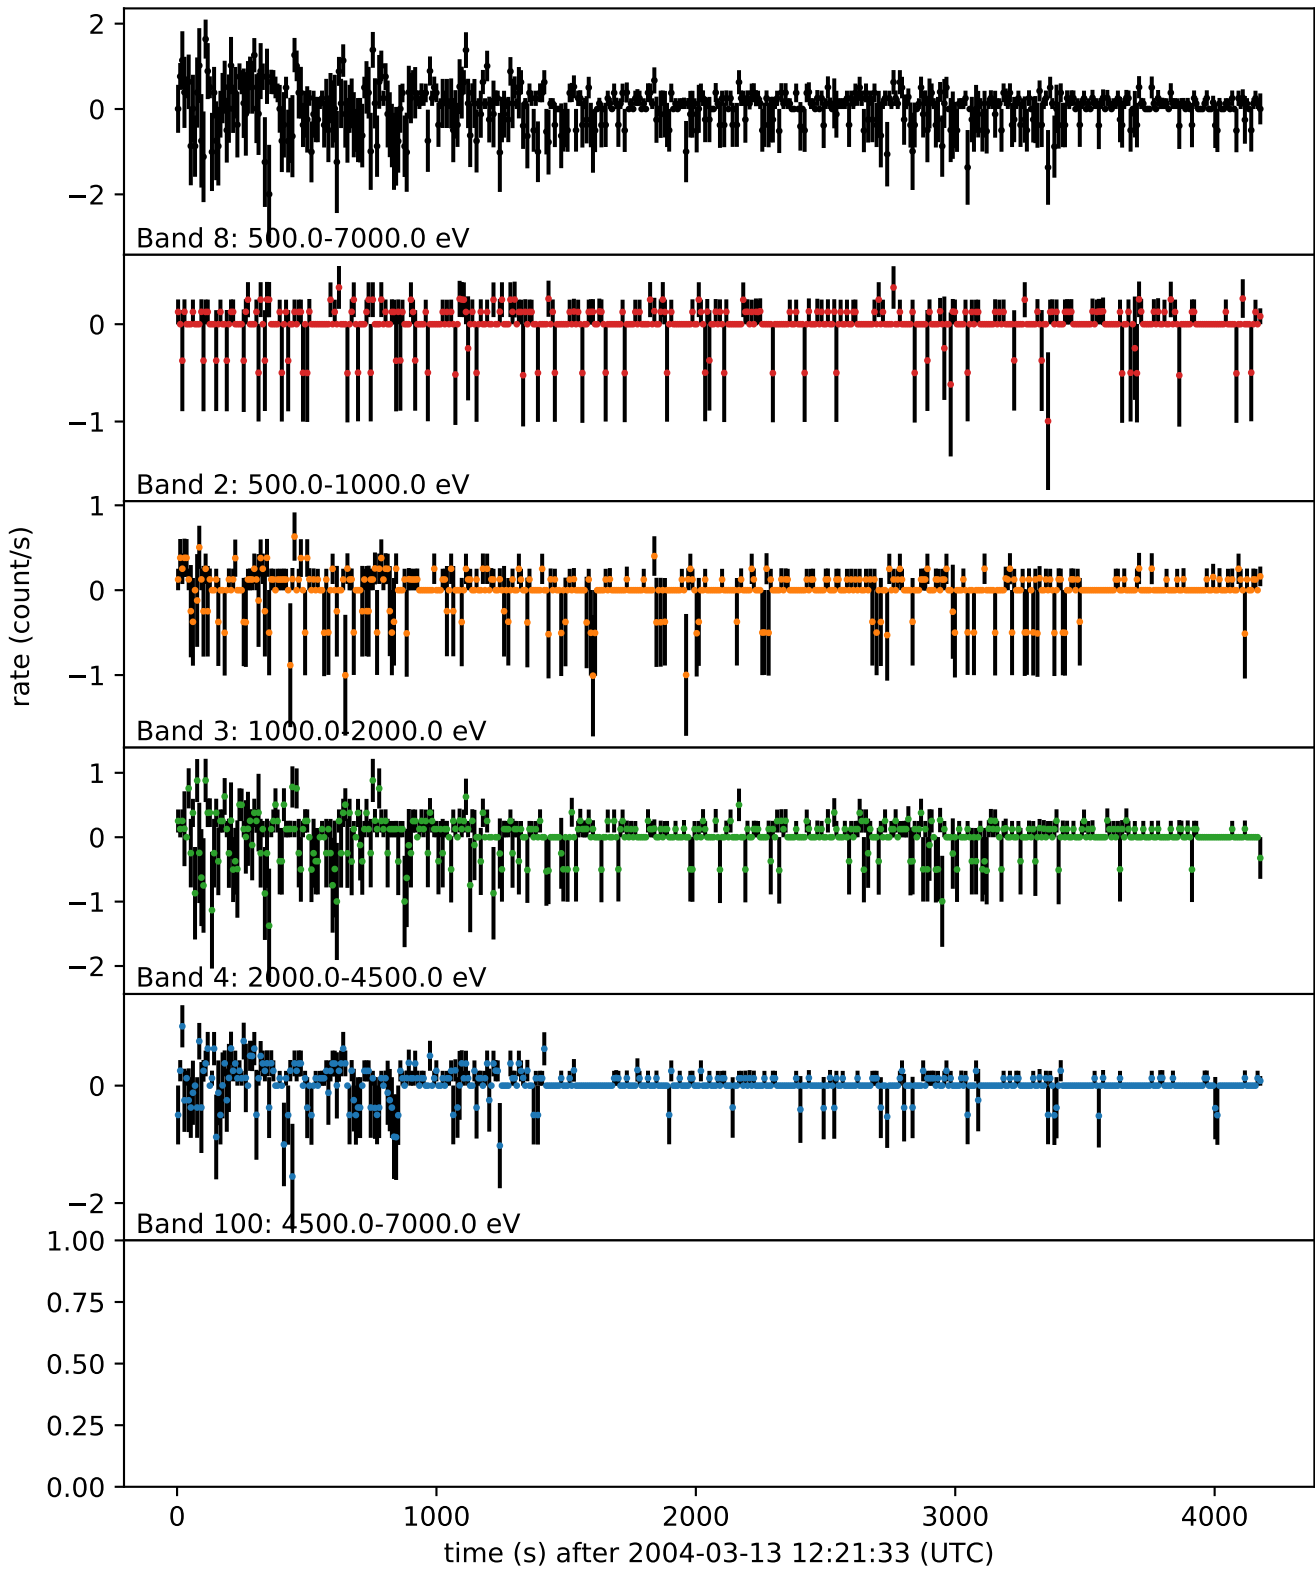 2
0
−2
Band 8: 500.0-7000.0 eV
0
−1
Band 2: 500.0-1000.0 eV
1
0
−1
Band 3: 1000.0-2000.0 eV
rate (count/s)
1
0
−1
−2
Band 4: 2000.0-4500.0 eV
0
−2
Band 100: 4500.0-7000.0 eV
1.00
0.75
0.50
0.25
0.00
0 1000 2000 3000 4000
time (s) after 2004-03-13 12:21:33 (UTC)